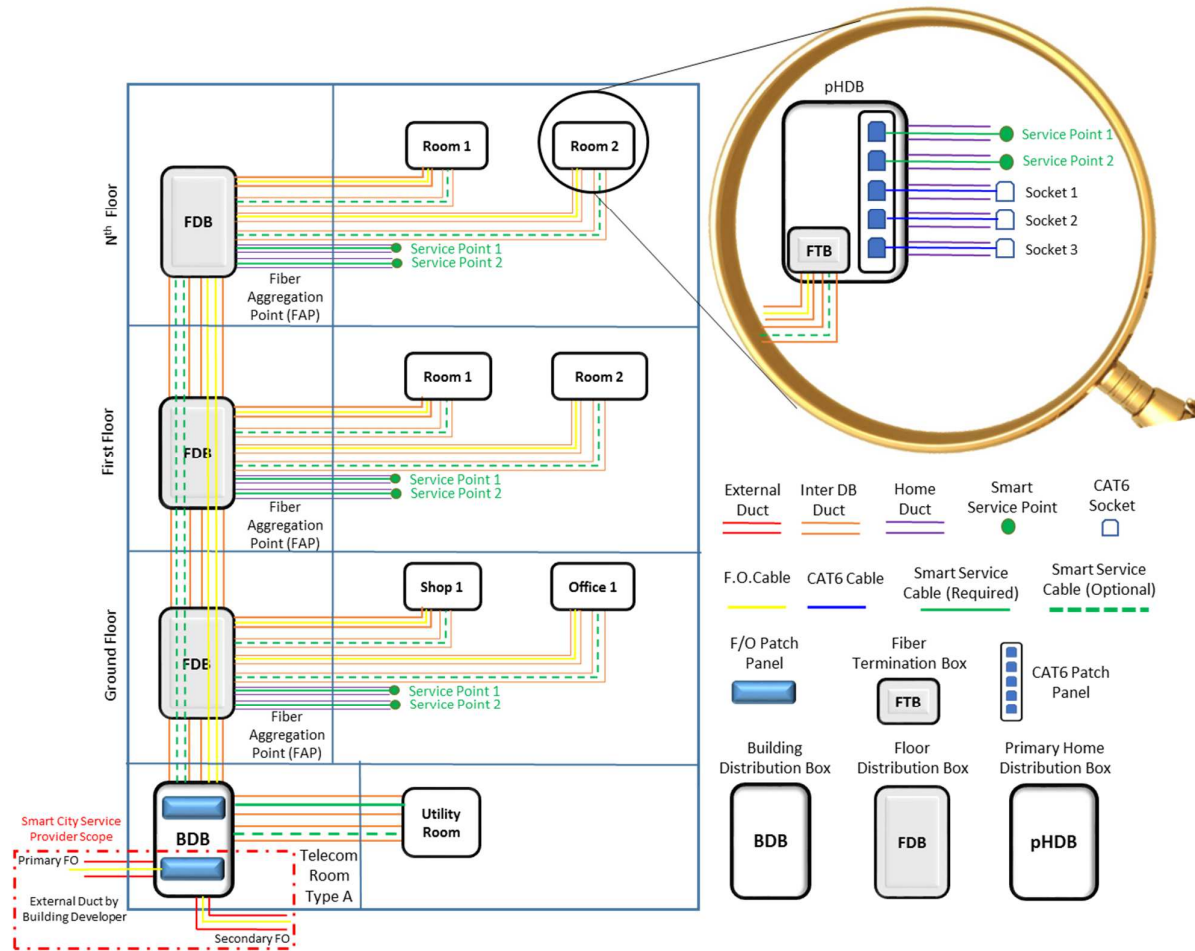 pHDB
Service Point 1
Service Point 2
Socket 1
Socket 2
Socket 3
FTB
Nth Floor
Room 1
Room 2
FDB
Service Point 1
Service Point 2
Fiber
Aggregation
Point (FAP)
First Floor
Room 1
Room 2
FDB
Service Point 1
Service Point 2
Fiber
Aggregation
Point (FAP)
Ground Floor
Shop 1
Office 1
FDB
Service Point 1
Service Point 2
Fiber
Aggregation
Point (FAP)
BDB
Utility
Room
Telecom
Room
Type A
Smart City Service
Provider Scope
Primary FO
External Duct by
Building Developer
Secondary FO
External
Duct
Inter DB
Duct
Home
Duct
Smart
Service Point
CAT6
Socket
F.O.Cable
CAT6 Cable
Smart Service
Cable (Required)
Smart Service
Cable (Optional)
F/O Patch
Panel
Fiber
Termination Box
FTB
CAT6 Patch
Panel
Building
Distribution Box
BDB
Floor
Distribution Box
FDB
Primary Home
Distribution Box
pHDB